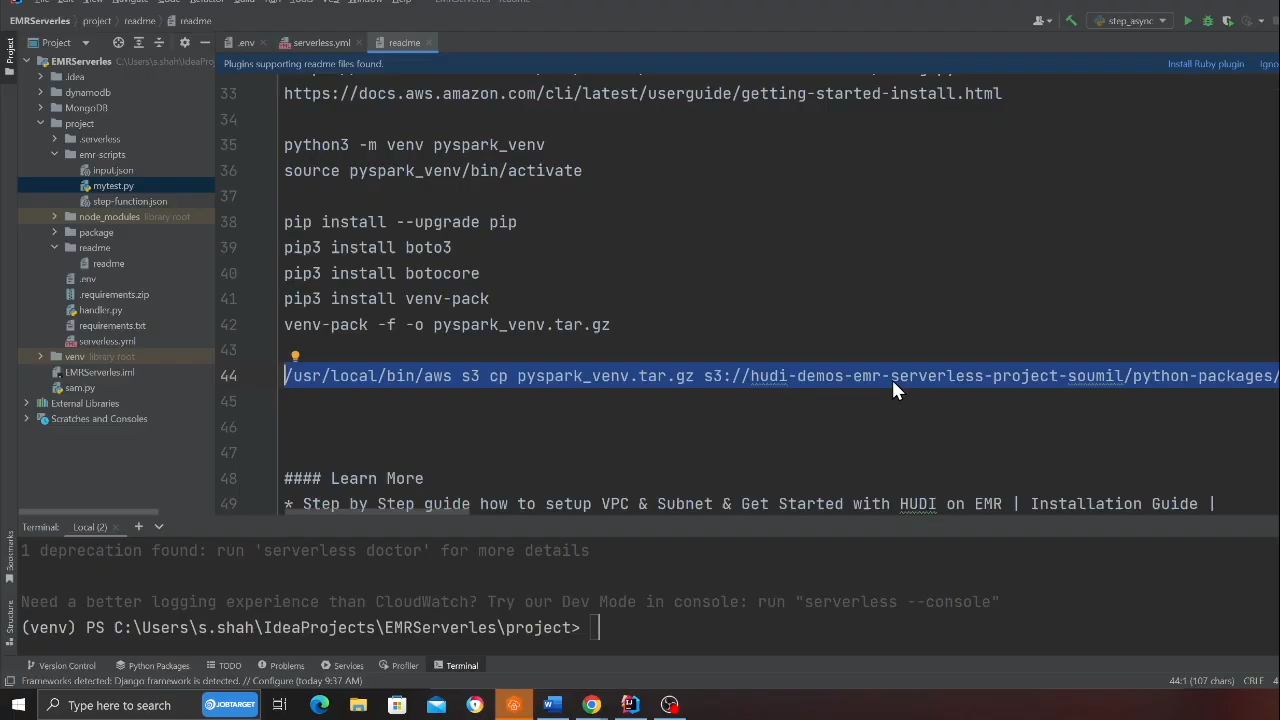 EMRServerles
project
readme
readme
step_async
Project
Project
.env
serverless.yml
readme
EMRServerles C:\Users\s.shah\IdeaProj
.idea
dynamodb
MongoDB
project
.serverless
emr-scripts
input.json
mytest.py
step-function.json
node_modules library root
package
readme
readme
.env
.requirements.zip
handler.py
requirements.txt
serverless.yml
venv library root
EMRServerles.iml
sam.py
External Libraries
Scratches and Consoles
Plugins supporting readme files found.
Install Ruby plugin
Igno
33 https://docs.aws.amazon.com/cli/latest/userguide/getting-started-install.html
34
35 python3 -m venv pyspark_venv
36 source pyspark_venv/bin/activate
37
38 pip install --upgrade pip
39 pip3 install boto3
40 pip3 install botocore
41 pip3 install venv-pack
42 venv-pack -f -o pyspark_venv.tar.gz
43
44 /usr/local/bin/aws s3 cp pyspark_venv.tar.gz s3://hudi-demos-emr-serverless-project-soumil/python-packages/
45
46
47
48 #### Learn More
49 * Step by Step guide how to setup VPC & Subnet & Get Started with HUDI on EMR | Installation Guide |
Bookmarks
Structure
Terminal: Local (2)
1 deprecation found: run 'serverless doctor' for more details
Need a better logging experience than CloudWatch? Try our Dev Mode in console: run "serverless --console"
(venv) PS C:\Users\s.shah\IdeaProjects\EMRServerles\project>
Version Control
Python Packages
TODO
Problems
Services
Profiler
Terminal
Frameworks detected: Django framework is detected. // Configure (today 9:37 AM)
44:1 (107 chars)
CRLF
4
Type here to search
JOBTARGET